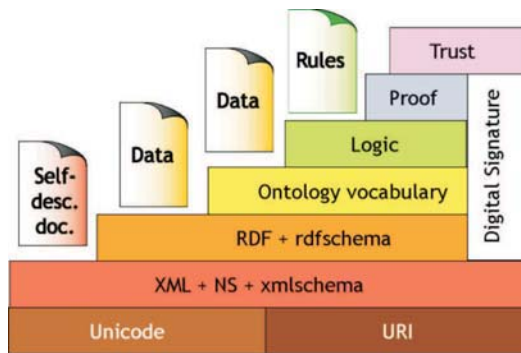 Rules
Trust
Data
Proof
Data
Logic
Self-
desc.
doc.
Ontology vocabulary
Digital Signature
RDF + rdfschema
XML + NS + xmlschema
Unicode
URI